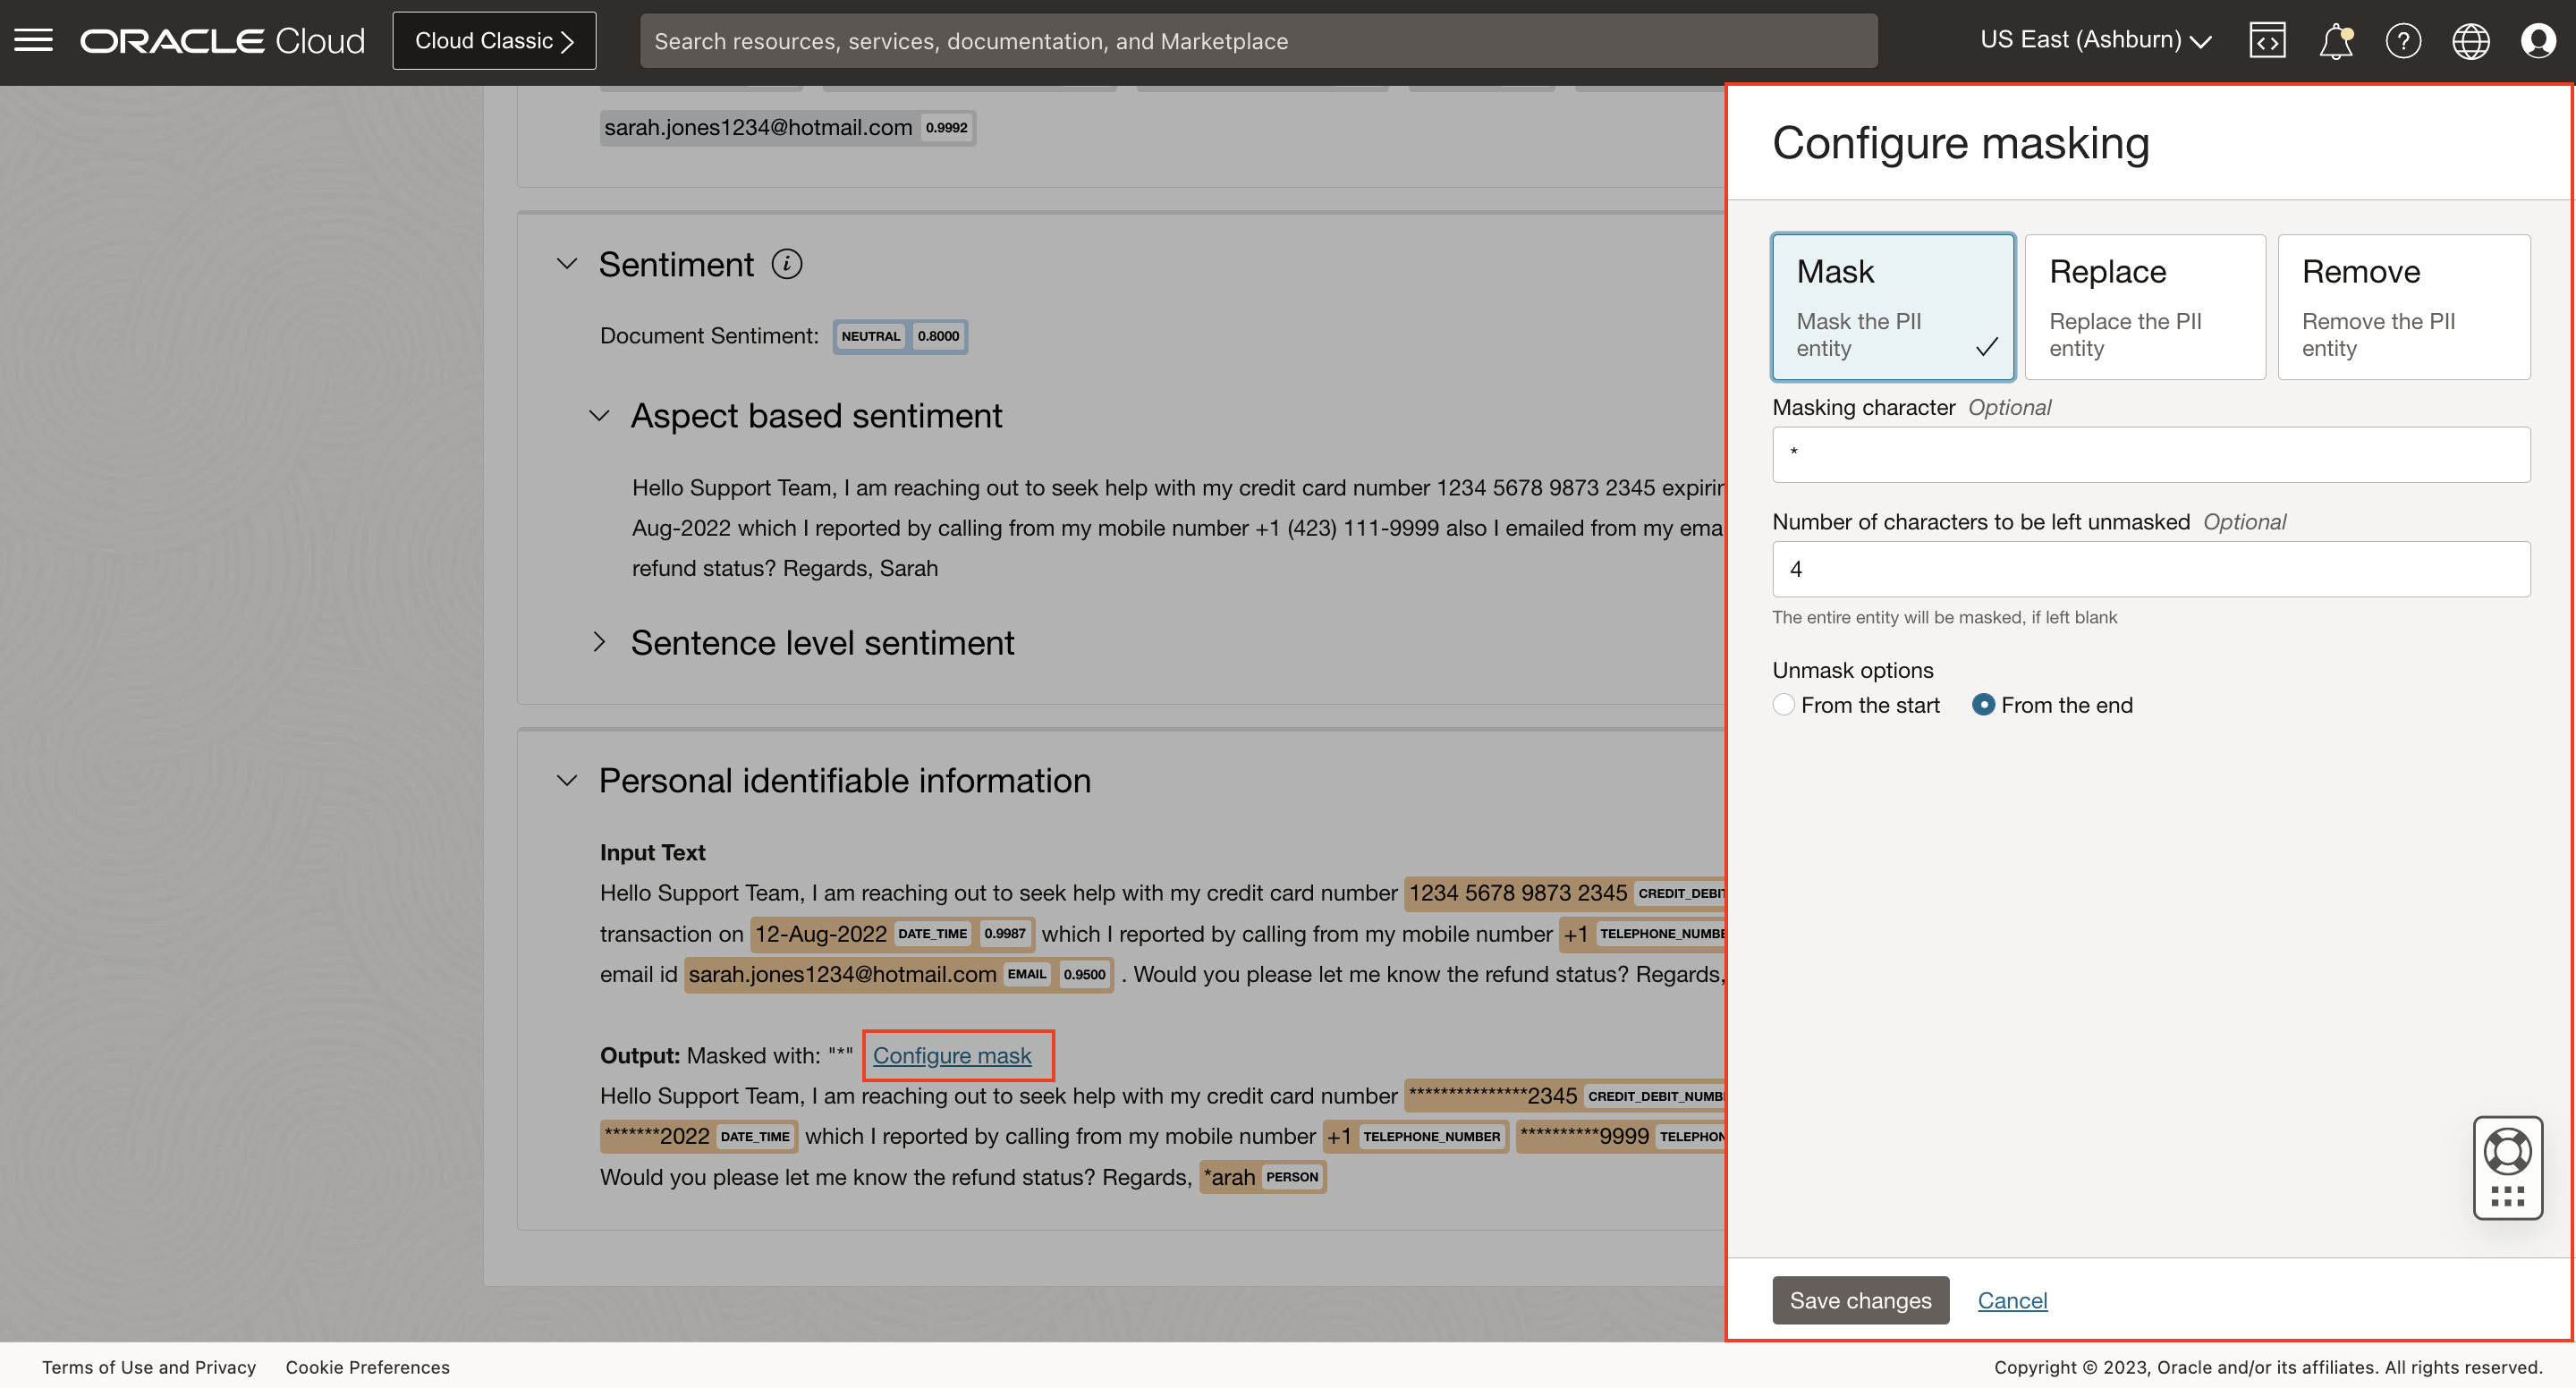 ORACLE Cloud
Cloud Classic
Search resources, services, documentation, and Marketplace
US East (Ashburn)
sarah.jones1234@hotmail.com 0.9992
Sentiment
Document Sentiment: NEUTRAL 0.8000
Aspect based sentiment
Hello Support Team, I am reaching out to seek help with my credit card number 1234 5678 9873 2345
Aug-2022 which I reported by calling from my mobile number +1 (423) 111-9999 also I emailed from my
refund status? Regards, Sarah
Sentence level sentiment
Personal identifiable information
Input Text
Hello Support Team, I am reaching out to seek help with my credit card number 1234 5678 9873 2345 CREDIT_DEBIT
transaction on 12-Aug-2022 DATE_TIME 0.9987 which I reported by calling from my mobile number +1 TELEPHONE_NUMBE
email id sarah.jones1234@hotmail.com EMAIL 0.9500 . Would you please let me know the refund status? Regards,
Output: Masked with: "*" Configure mask
Hello Support Team, I am reaching out to seek help with my credit card number ***************2345 CREDIT_DEBIT_NUMB
*******2022 DATE_TIME which I reported by calling from my mobile number +1 TELEPHONE_NUMBER **********9999 TELEPHON
Would you please let me know the refund status? Regards, *arah PERSON
Configure masking
Mask
Mask the PII
entity
Replace
Replace the PII
entity
Remove
Remove the PII
entity
Masking character Optional
*
Number of characters to be left unmasked Optional
4
The entire entity will be masked, if left blank
Unmask options
From the start
From the end
Save changes
Cancel
Terms of Use and Privacy
Cookie Preferences
Copyright © 2023, Oracle and/or its affiliates. All rights reserved.